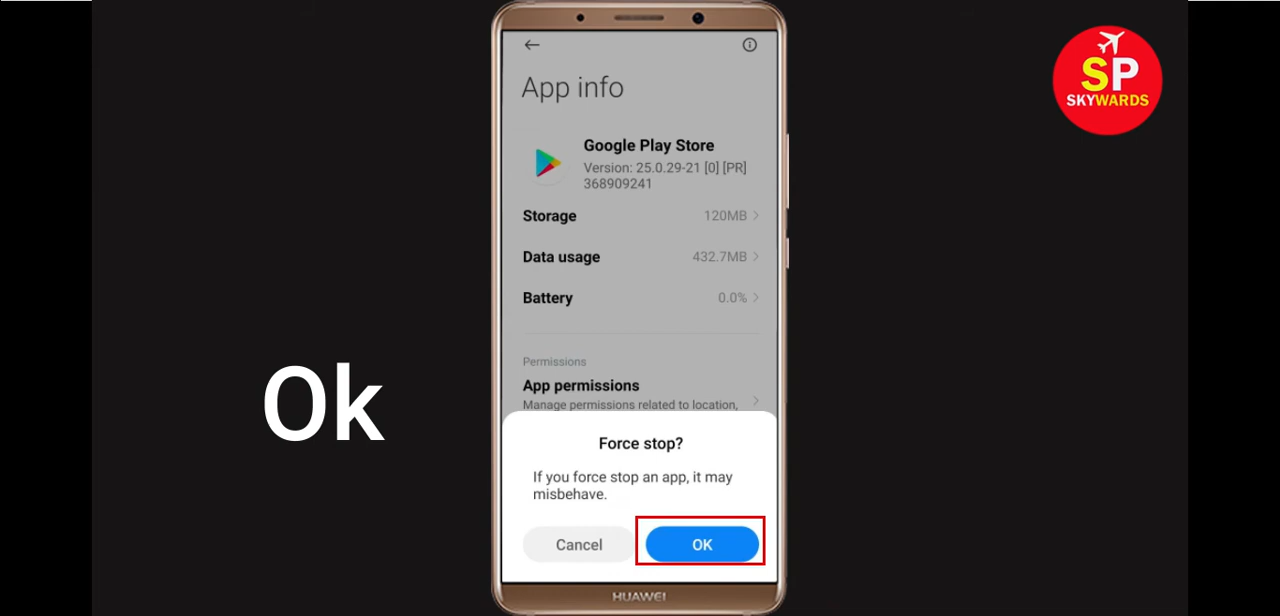 App info
Google Play Store
Version: 25.0.29-21 [0] [PR]
368909241
Storage 120MB
Data usage 432.7MB
Battery 0.0%
Permissions
App permissions
Manage permissions related to location,
Force stop?
If you force stop an app, it may
misbehave.
Cancel OK
HUAWEI
Ok
SP
SKYWARDS